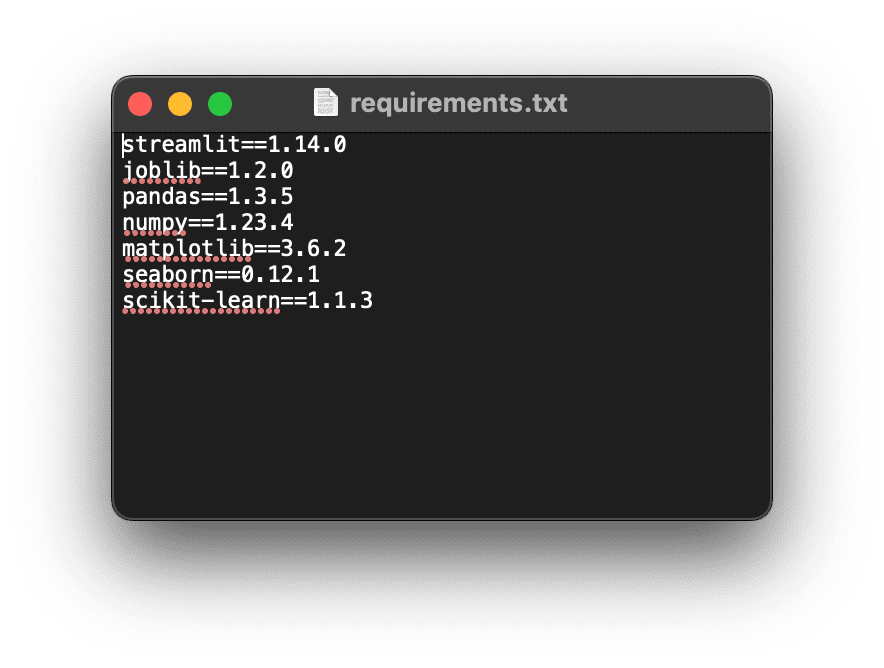 requirements.txt
streamlit==1.14.0
joblib==1.2.0
pandas==1.3.5
numpy==1.23.4
matplotlib==3.6.2
seaborn==0.12.1
scikit-learn==1.1.3